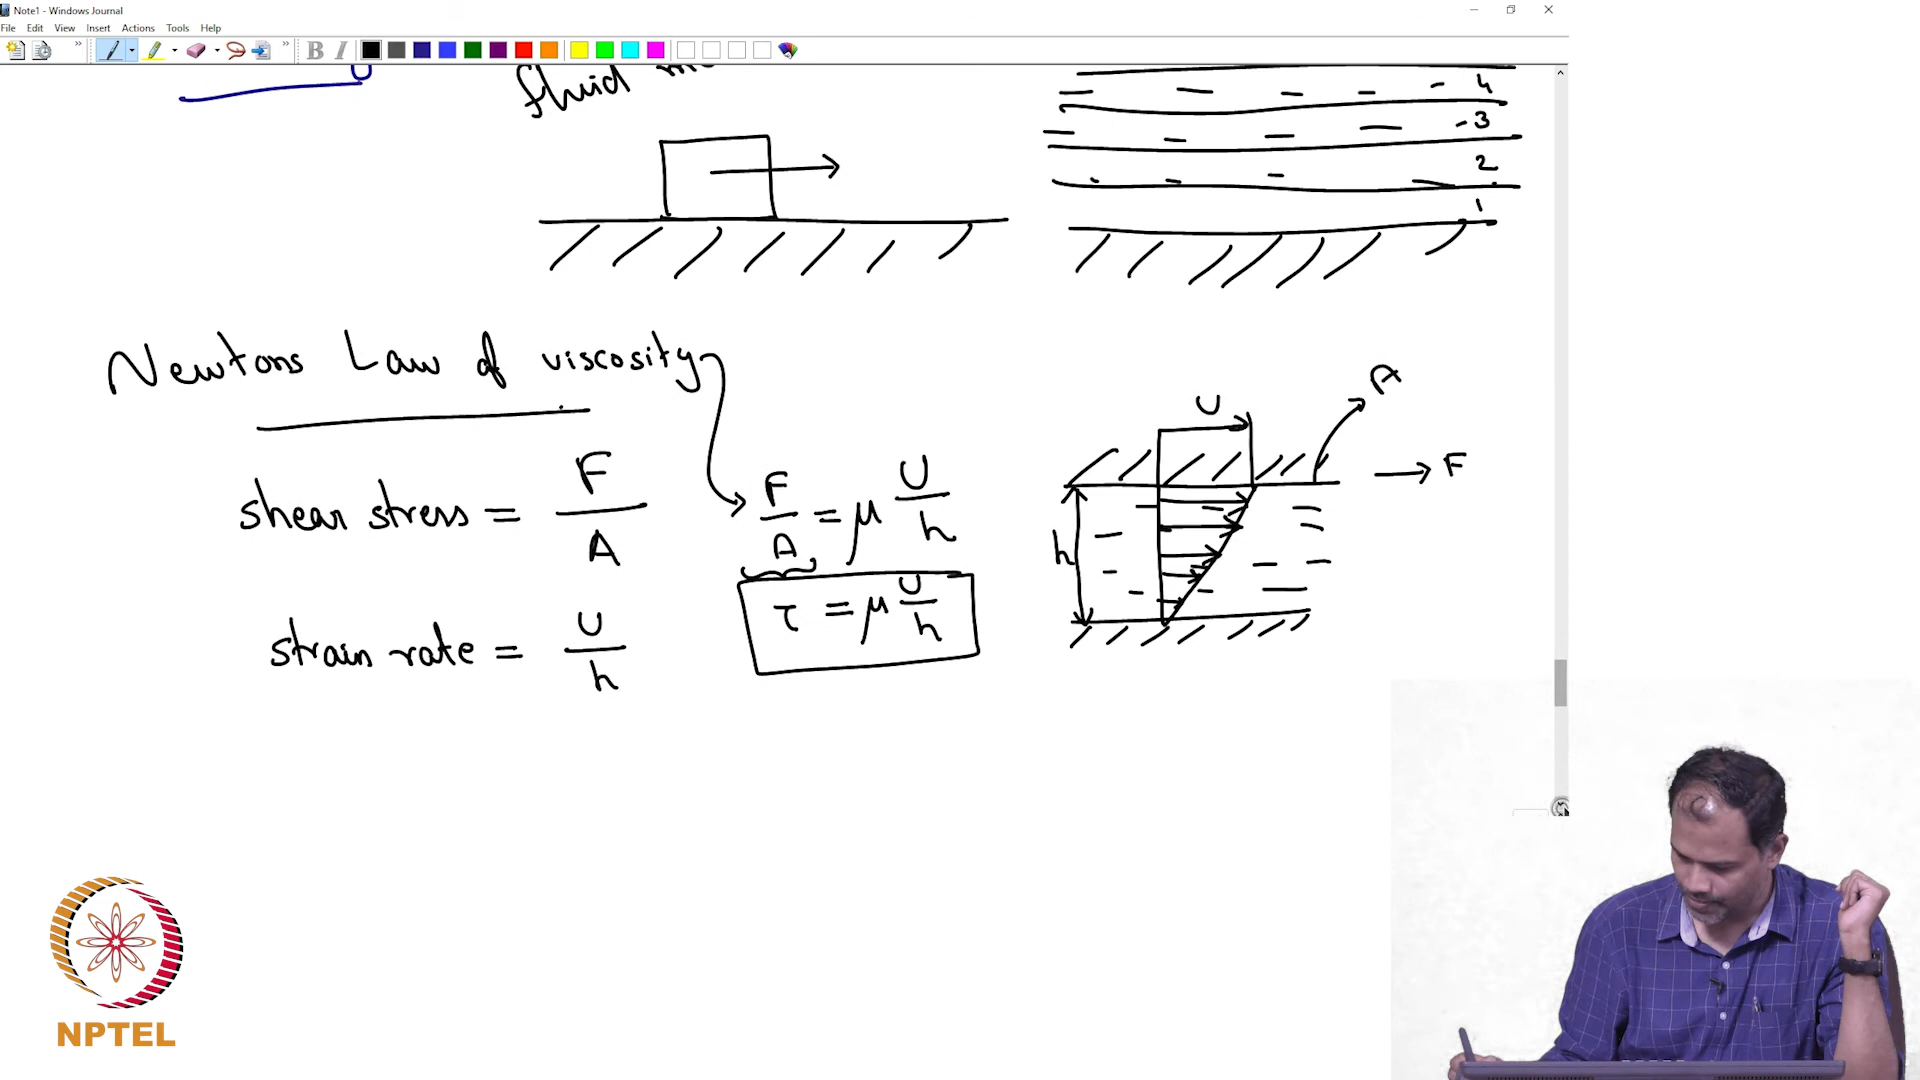 Note1 - Windows Journal
File Edit View Insert Actions Tools Help
B I
fluid
4
3
2
1
Newtons Law of viscosity
shear stress = F/A
F/A = μ U/h
τ = μ U/h
strain rate = U/h
U
A
F
h
NPTEL